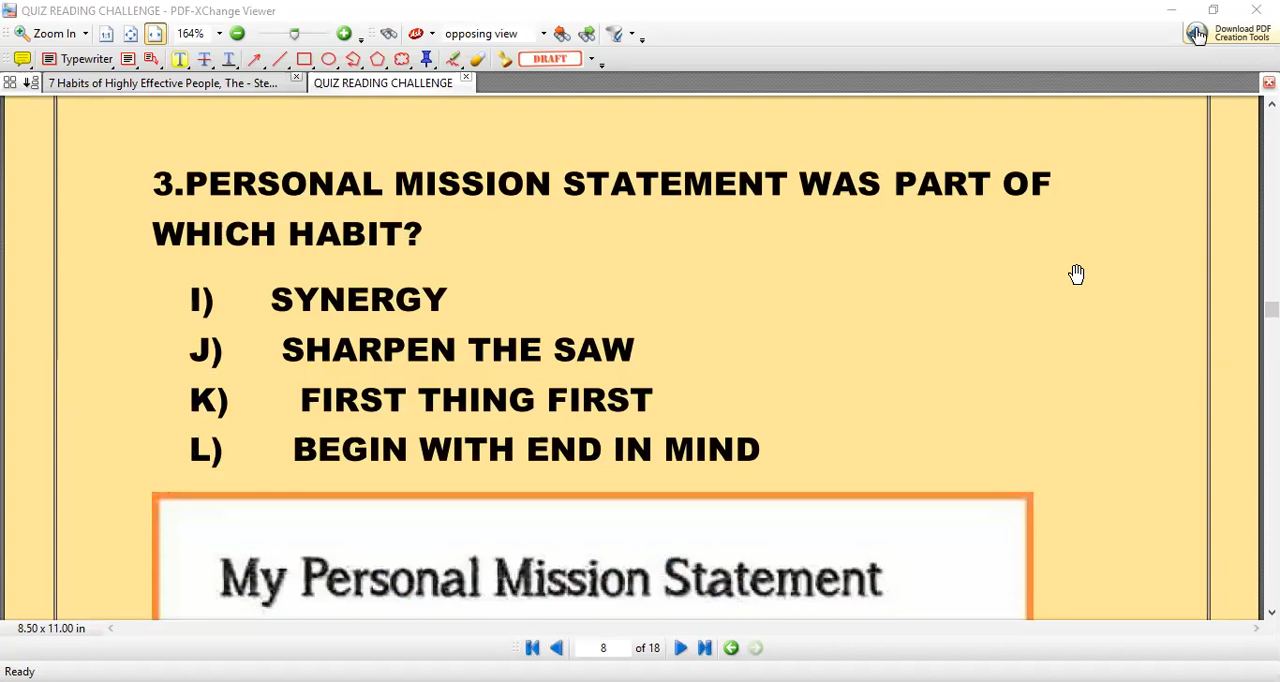 QUIZ READING CHALLENGE - PDF-XChange Viewer
Zoom In 164% opposing view
Download PDF
Creation Tools
Typewriter DRAFT
7 Habits of Highly Effective People, The - Ste... QUIZ READING CHALLENGE
3.PERSONAL MISSION STATEMENT WAS PART OF
WHICH HABIT?
I) SYNERGY
J) SHARPEN THE SAW
K) FIRST THING FIRST
L) BEGIN WITH END IN MIND
My Personal Mission Statement
8.50 x 11.00 in
8 of 18
Ready